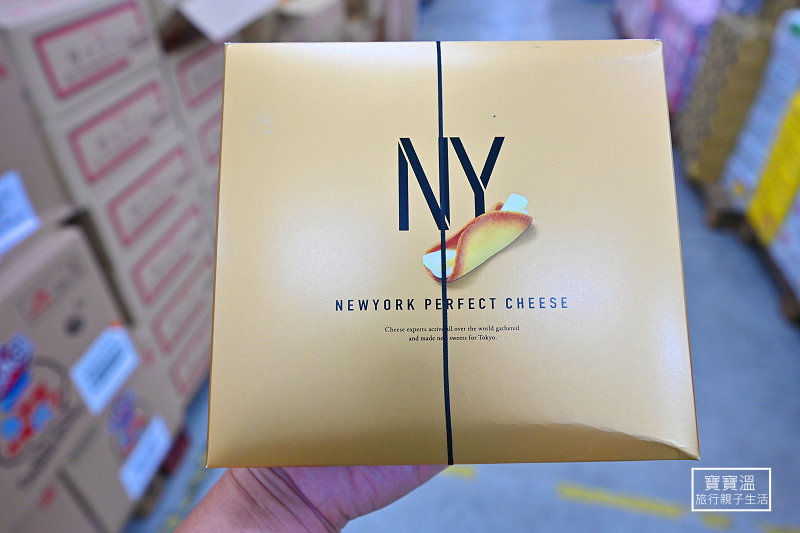 NY
NEWYORK PERFECT CHEESE
Cheese experts active all over the world gathered
and made new sweets for Tokyo.
寶寶溫
旅行親子生活